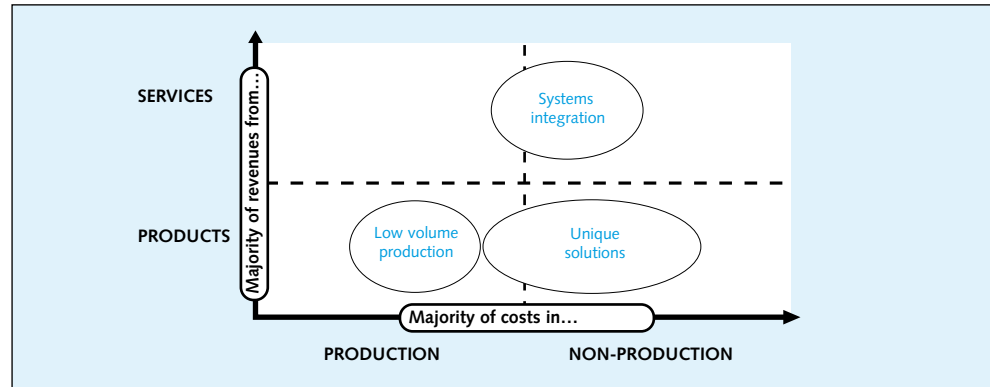 SERVICES
Majority of revenues from…
Systems
integration
PRODUCTS
Low volume
production
Unique
solutions
Majority of costs in…
PRODUCTION
NON-PRODUCTION